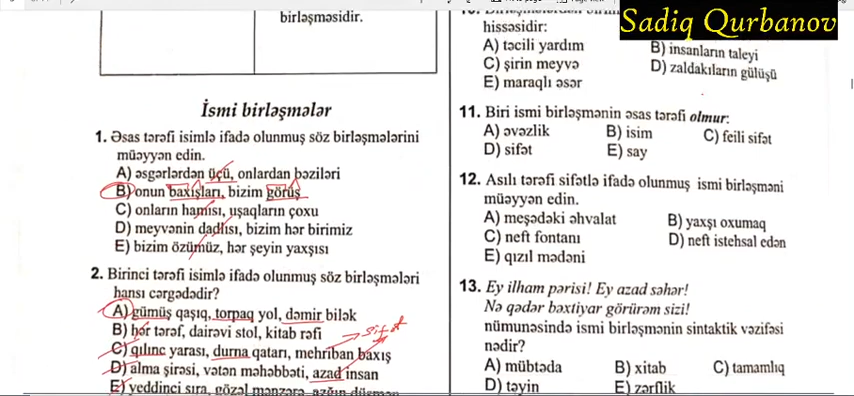 birləşməsidir.
İsmi birləşmələr
1. Əsas tərəfi isimlə ifadə olunmuş söz birləşmələrini
müəyyən edin.
A) əsgərlərdən üçü, onlardan bəziləri
B) onun baxışları, bizim görüş
C) onların hamısı, uşaqların çoxu
D) meyvənin dadlısı, bizim hər birimiz
E) bizim özümüz, hər şeyin yaxşısı
2. Birinci tərəfi isimlə ifadə olunmuş söz birləşmələri
hansı cərgədədir?
A) gümüş qaşıq, torpaq yol, dəmir bilək
B) hər tərəf, dairəvi stol, kitab rəfi
sifət
C) qılınc yarası, durna qatarı, mehriban baxış
D) alma şirəsi, vətən məhəbbəti, azad insan
E) yeddinci sıra, gözəl mənzərə, azğın düşmən
Sadiq Qurbanov
hissəsidir:
A) təcili yardım B) insanların taleyi
C) şirin meyvə D) zaldakıların gülüşü
E) maraqlı əsər
11. Biri ismi birləşmənin əsas tərəfi olmur:
A) əvəzlik B) isim C) feili sifət
D) sifət E) say
12. Asılı tərəfi sifətlə ifadə olunmuş ismi birləşməni
müəyyən edin.
A) meşədəki əhvalat B) yaxşı oxumaq
C) neft fontanı D) neft istehsal edən
E) qızıl mədəni
13. Ey ilham pərisi! Ey azad səhər!
Nə qədər bəxtiyar görürəm sizi!
nümunəsində ismi birləşmənin sintaktik vəzifəsi
nədir?
A) mübtəda B) xitab C) tamamlıq
D) təyin E) zərflik